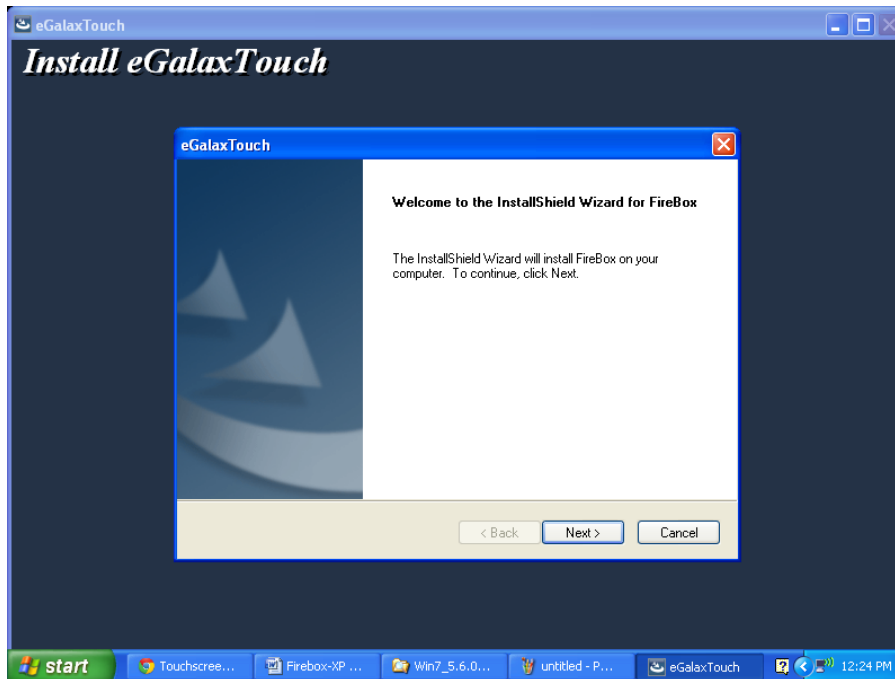 eGalaxTouch
Install eGalaxTouch
eGalaxTouch
Welcome to the InstallShield Wizard for FireBox
The InstallShield Wizard will install FireBox on your
computer. To continue, click Next.
< Back
Next >
Cancel
start
Touchscree...
Firebox-XP ...
Win7_5.6.0...
untitled - P...
eGalaxTouch
12:24 PM